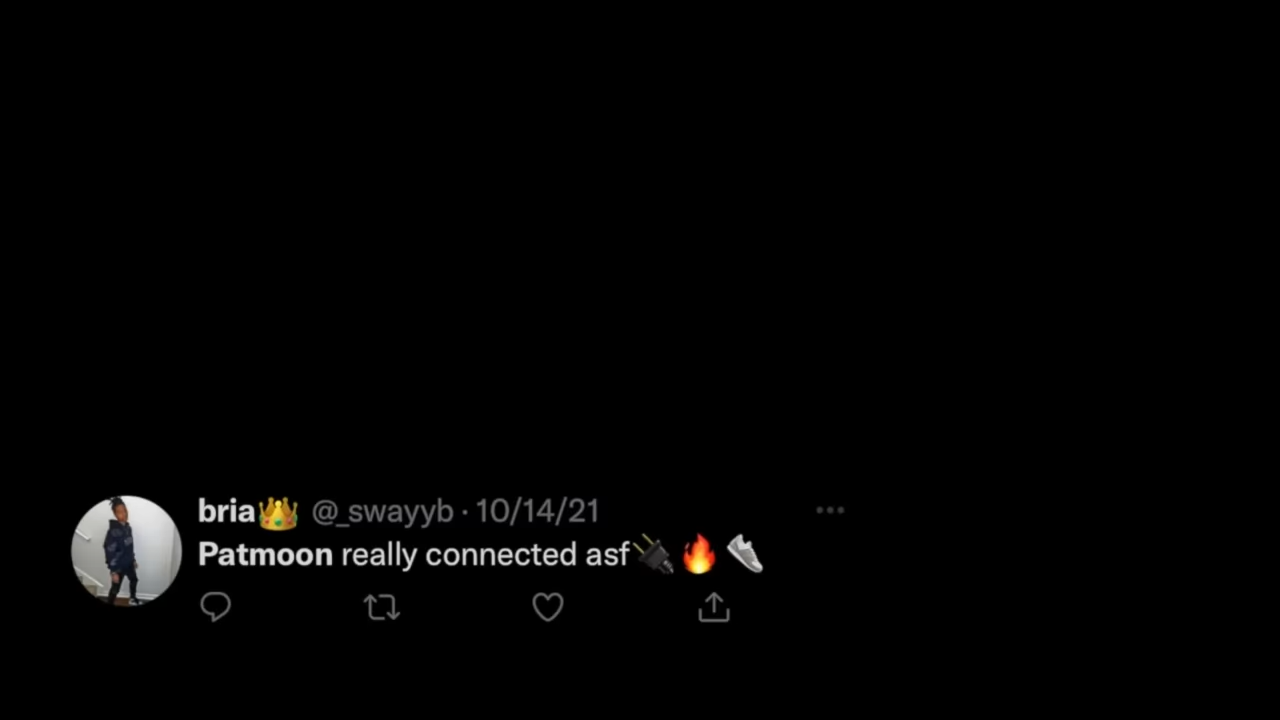 bria👑 @_swayyb · 10/14/21
Patmoon really connected asf🔌🔥👟